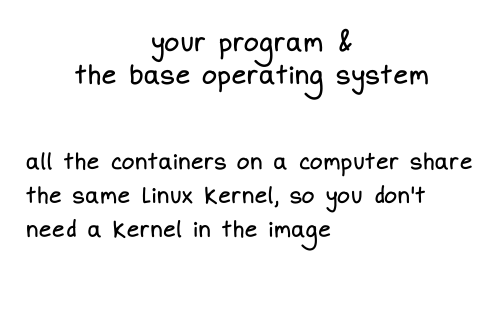 your program &
the base operating system
all the containers on a computer share
the same Linux Kernel, so you don't
need a Kernel in the image